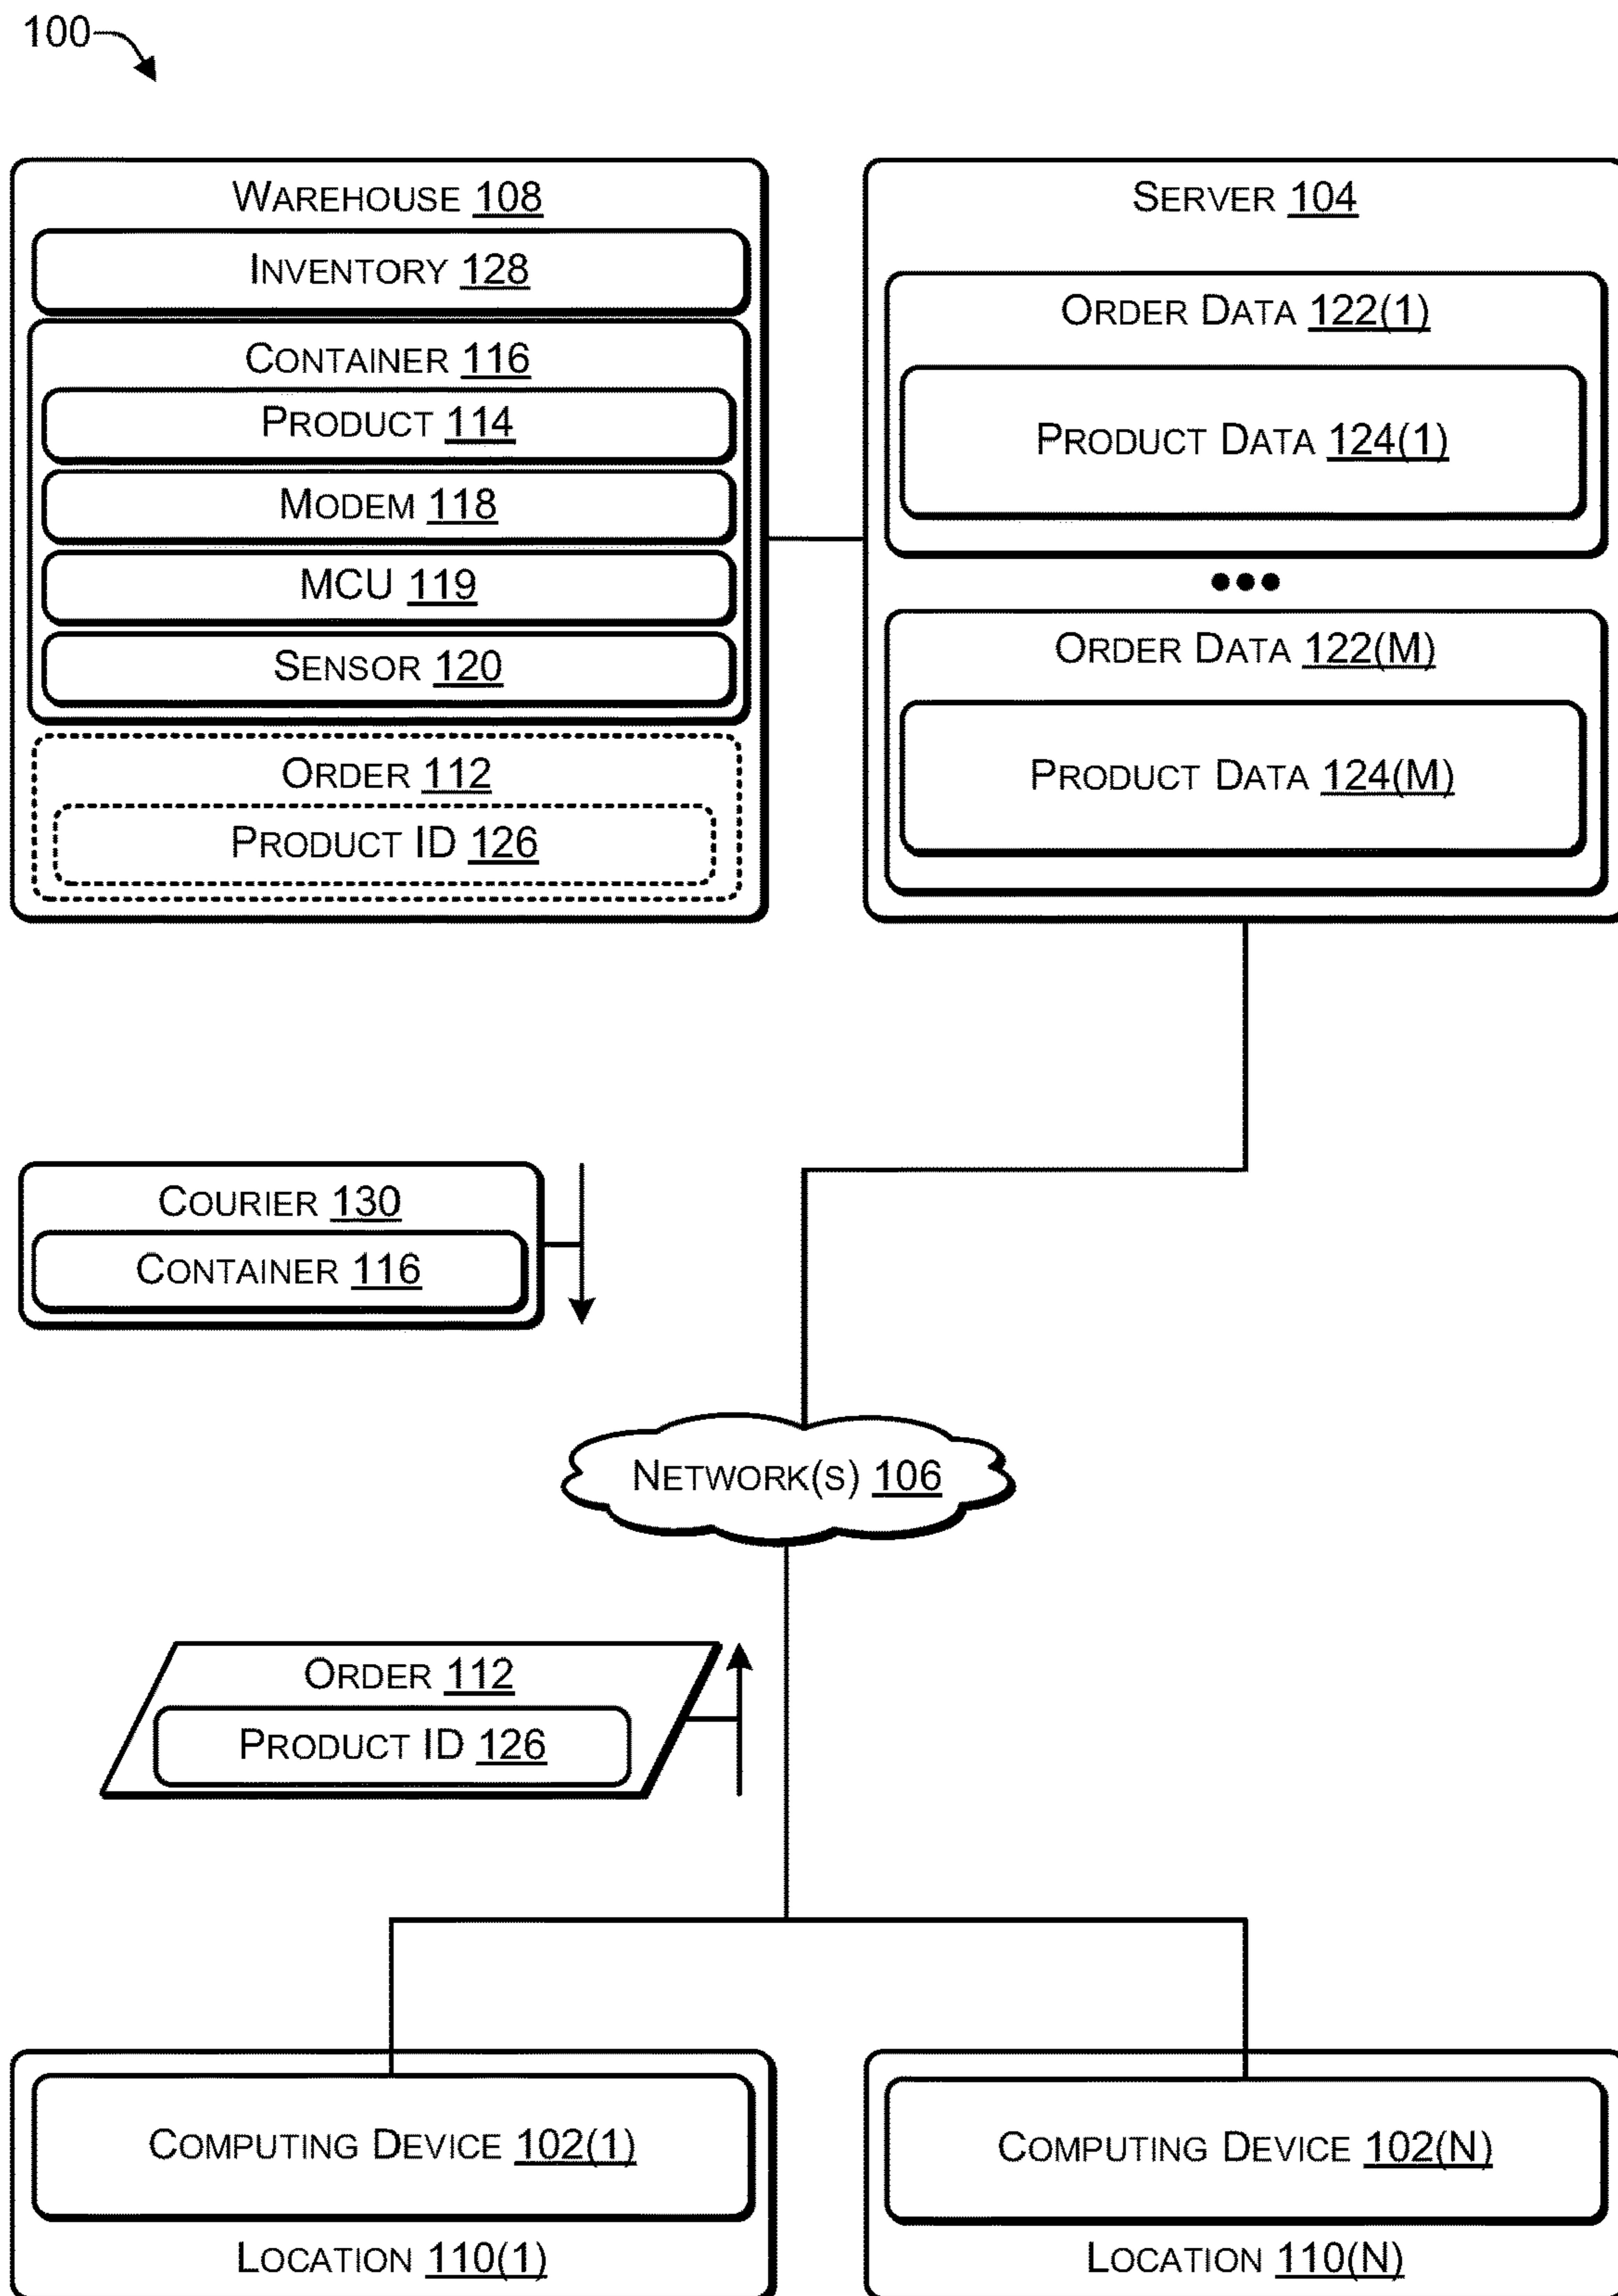 100
WAREHOUSE 108
INVENTORY 128
CONTAINER 116
PRODUCT 114
MODEM 118
MCU 119
SENSOR 120
ORDER 112
PRODUCT ID 126
SERVER 104
ORDER DATA 122(1)
PRODUCT DATA 124(1)
•••
ORDER DATA 122(M)
PRODUCT DATA 124(M)
COURIER 130
CONTAINER 116
NETWORK(S) 106
ORDER 112
PRODUCT ID 126
COMPUTING DEVICE 102(1)
LOCATION 110(1)
COMPUTING DEVICE 102(N)
LOCATION 110(N)